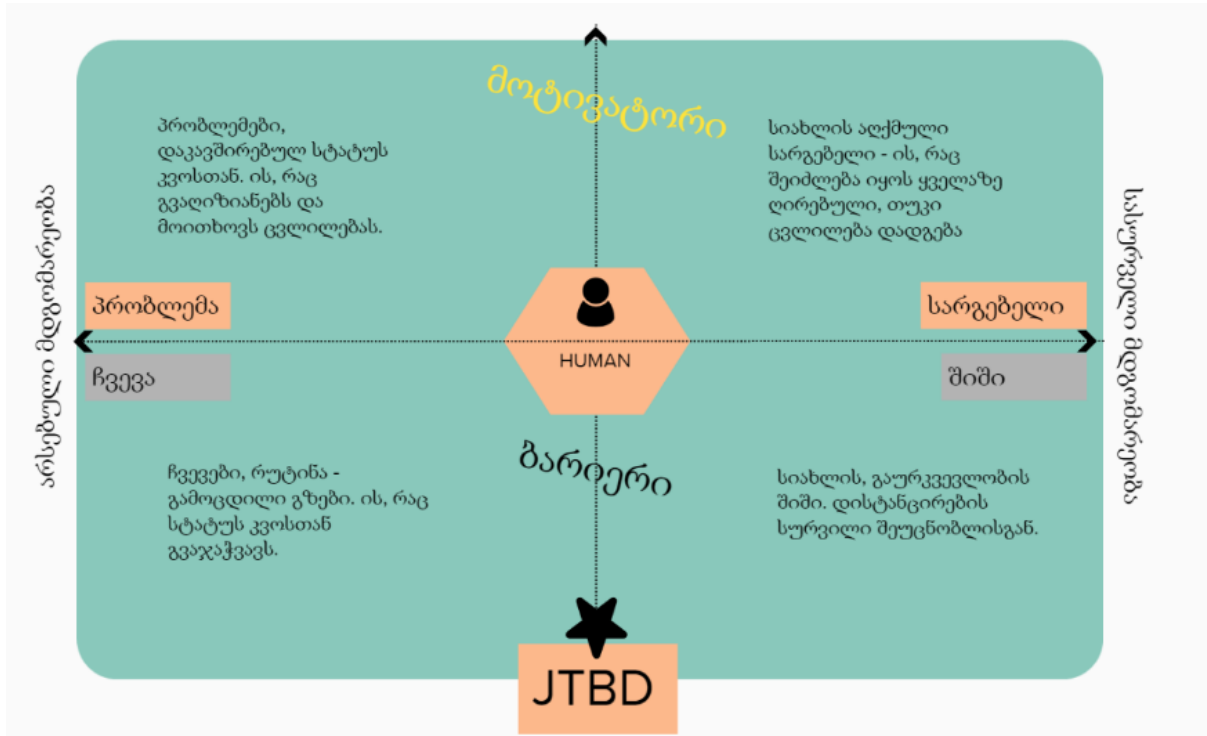 მოტივატორი
პრობლემები,
დაკავშირებულ სტატუს
კვოსთან. ის, რაც
გვაღიზიანებს და
მოითხოვს ცვლილებას.
სიახლის აღქმული
სარგებელი - ის, რაც
შეიძლება იყოს ყველაზე
ღირებული, თუკი
ცვლილება დადგება
არსებული მდგომარეობა
სასურველი მდგომარეობა
პრობლემა
სარგებელი
HUMAN
ჩვევა
შიში
ბარიერი
ჩვევები, რუტინა -
გამოცდილი გზები. ის, რაც
სტატუს კვოსთან
გვაჯაჭვავს.
სიახლის, გაურკვევლობის
შიში. დისტანცირების
სურვილი შეუცნობლისგან.
JTBD